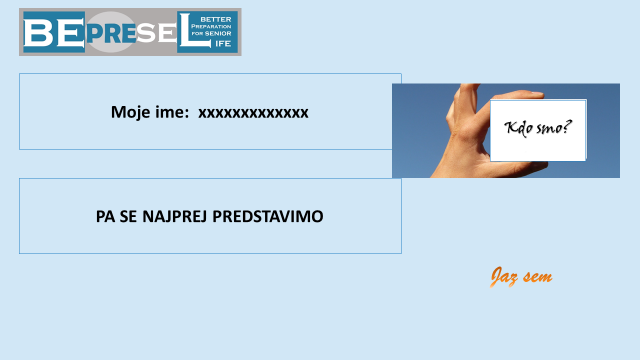 BEPRESEL BETTER
PREPARATION
FOR SENIOR
LIFE
Moje ime: xxxxxxxxxxxxx
Kdo smo?
PA SE NAJPREJ PREDSTAVIMO
Jaz sem